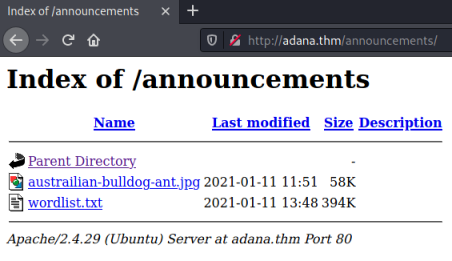 Index of /announcements
http://adana.thm/announcements/
Index of /announcements
Name Last modified Size Description
Parent Directory -
austrailian-bulldog-ant.jpg 2021-01-11 11:51 58K
wordlist.txt 2021-01-11 13:48 394K
Apache/2.4.29 (Ubuntu) Server at adana.thm Port 80